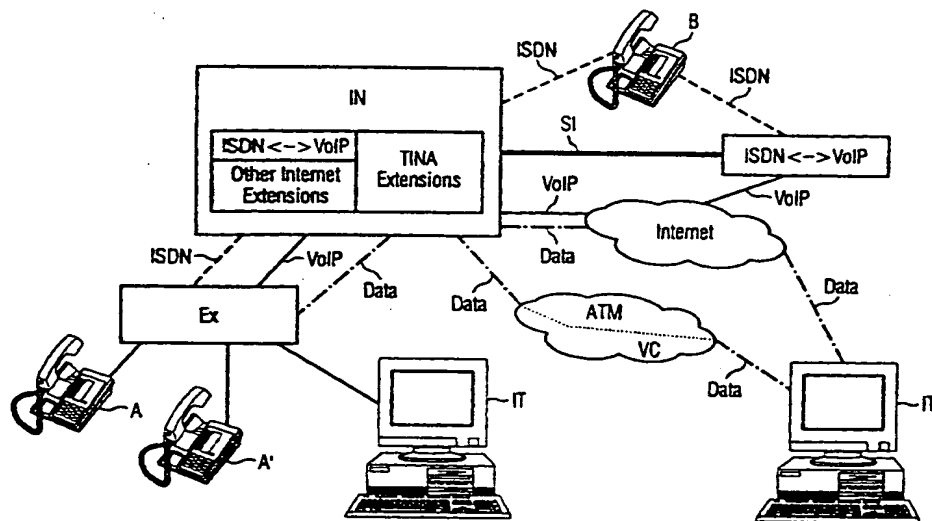 B
ISDN
ISDN
IN
SI
ISDN<->VoIP
TINA
Extensions
Other Internet
Extensions
ISDN<->VoIP
VoIP
VoIP
Internet
Data
ISDN
VoIP
Data
Data
Data
Ex
ATM
VC
Data
A
A'
IT
IT